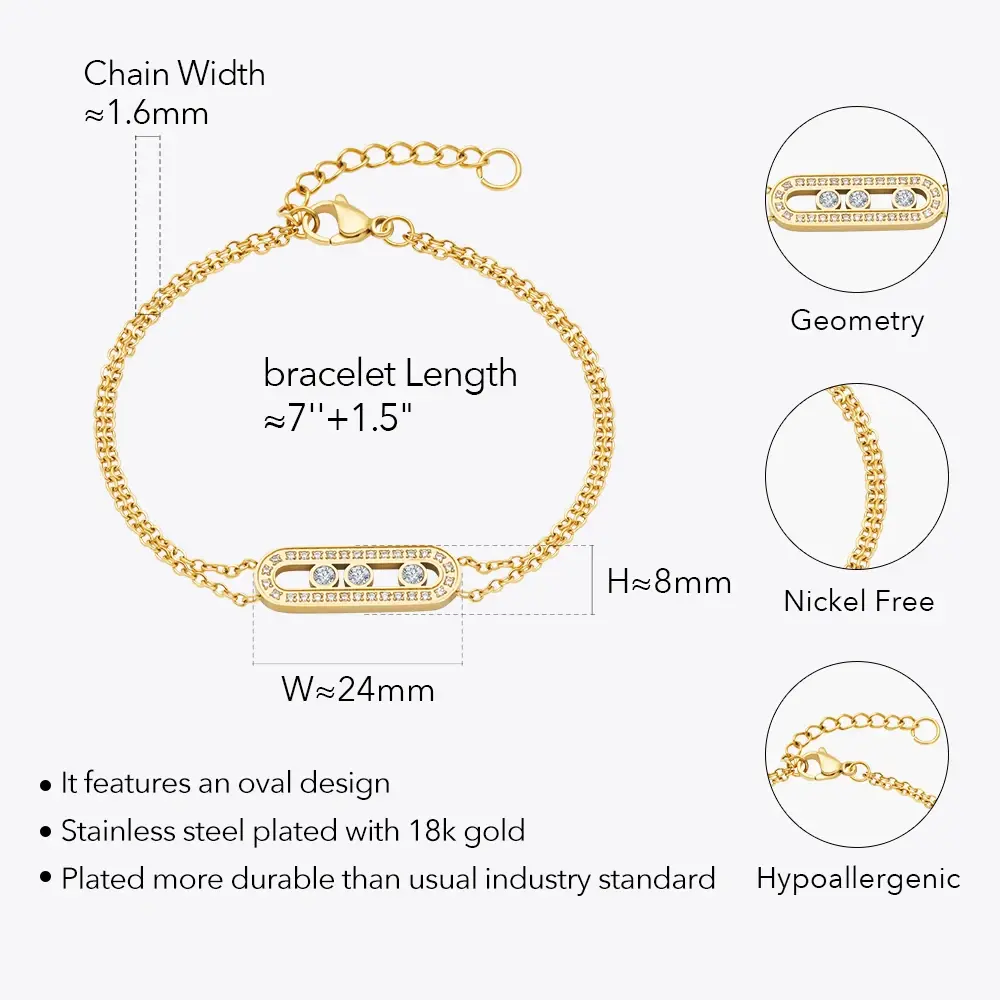 Chain Width
≈1.6mm
bracelet Length
≈7''+1.5"
H≈8mm
W≈24mm
Geometry
Nickel Free
Hypoallergenic
• It features an oval design
• Stainless steel plated with 18k gold
• Plated more durable than usual industry standard